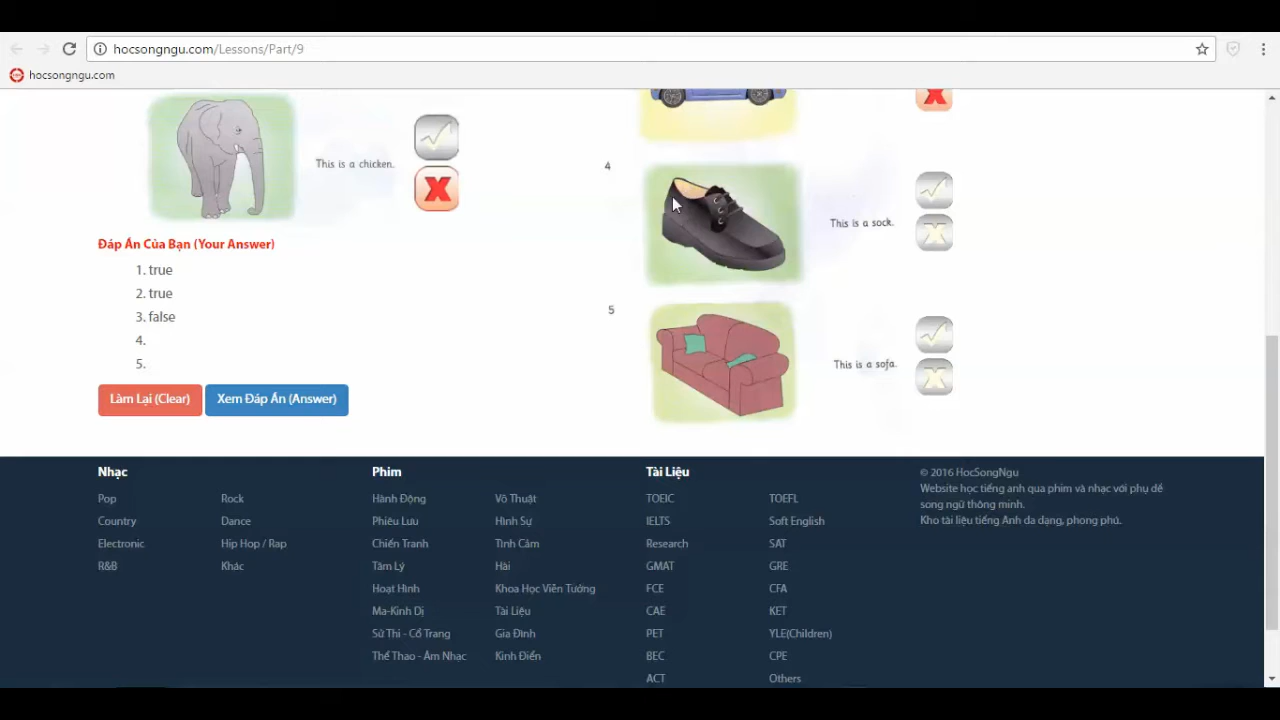 hocsongngu.com/Lessons/Part/9
hocsongngu.com
This is a chicken.
Đáp Án Của Bạn (Your Answer)
1. true
2. true
3. false
4.
5.
Làm Lại (Clear)
Xem Đáp Án (Answer)
4
This is a sock.
5
This is a sofa.
Nhạc
Pop
Rock
Country
Dance
Electronic
Hip Hop / Rap
R&B
Khác
Phim
Hành Động
Võ Thuật
Phiêu Lưu
Hình Sự
Chiến Tranh
Tình Cảm
Tâm Lý
Hài
Hoạt Hình
Khoa Học Viễn Tưởng
Ma-Kinh Dị
Tài Liệu
Sử Thi - Cổ Trang
Gia Đình
Thể Thao - Âm Nhạc
Kinh Điển
Tài Liệu
TOEIC
TOEFL
IELTS
Soft English
Research
SAT
GMAT
GRE
FCE
CFA
CAE
KET
PET
YLE(Children)
BEC
CPE
ACT
Others
© 2016 HocSongNgu
Website học tiếng anh qua phim và nhạc với phụ đề
song ngữ thông minh.
Kho tài liệu tiếng Anh đa dạng, phong phú.